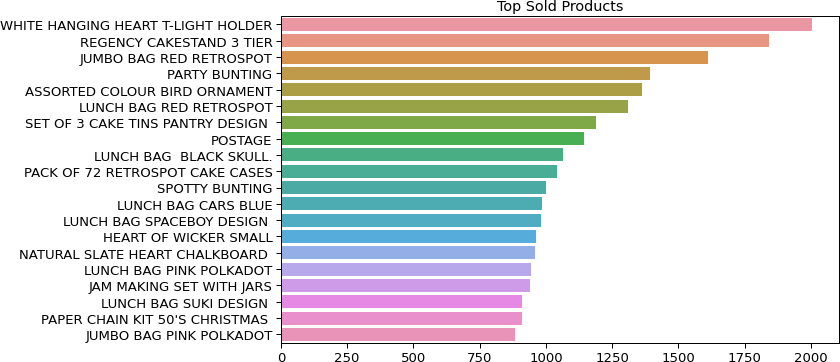 Top Sold Products
WHITE HANGING HEART T-LIGHT HOLDER
REGENCY CAKESTAND 3 TIER
JUMBO BAG RED RETROSPOT
PARTY BUNTING
ASSORTED COLOUR BIRD ORNAMENT
LUNCH BAG RED RETROSPOT
SET OF 3 CAKE TINS PANTRY DESIGN
POSTAGE
LUNCH BAG  BLACK SKULL.
PACK OF 72 RETROSPOT CAKE CASES
SPOTTY BUNTING
LUNCH BAG CARS BLUE
LUNCH BAG SPACEBOY DESIGN
HEART OF WICKER SMALL
NATURAL SLATE HEART CHALKBOARD
LUNCH BAG PINK POLKADOT
JAM MAKING SET WITH JARS
LUNCH BAG SUKI DESIGN
PAPER CHAIN KIT 50'S CHRISTMAS
JUMBO BAG PINK POLKADOT
0 250 500 750 1000 1250 1500 1750 2000